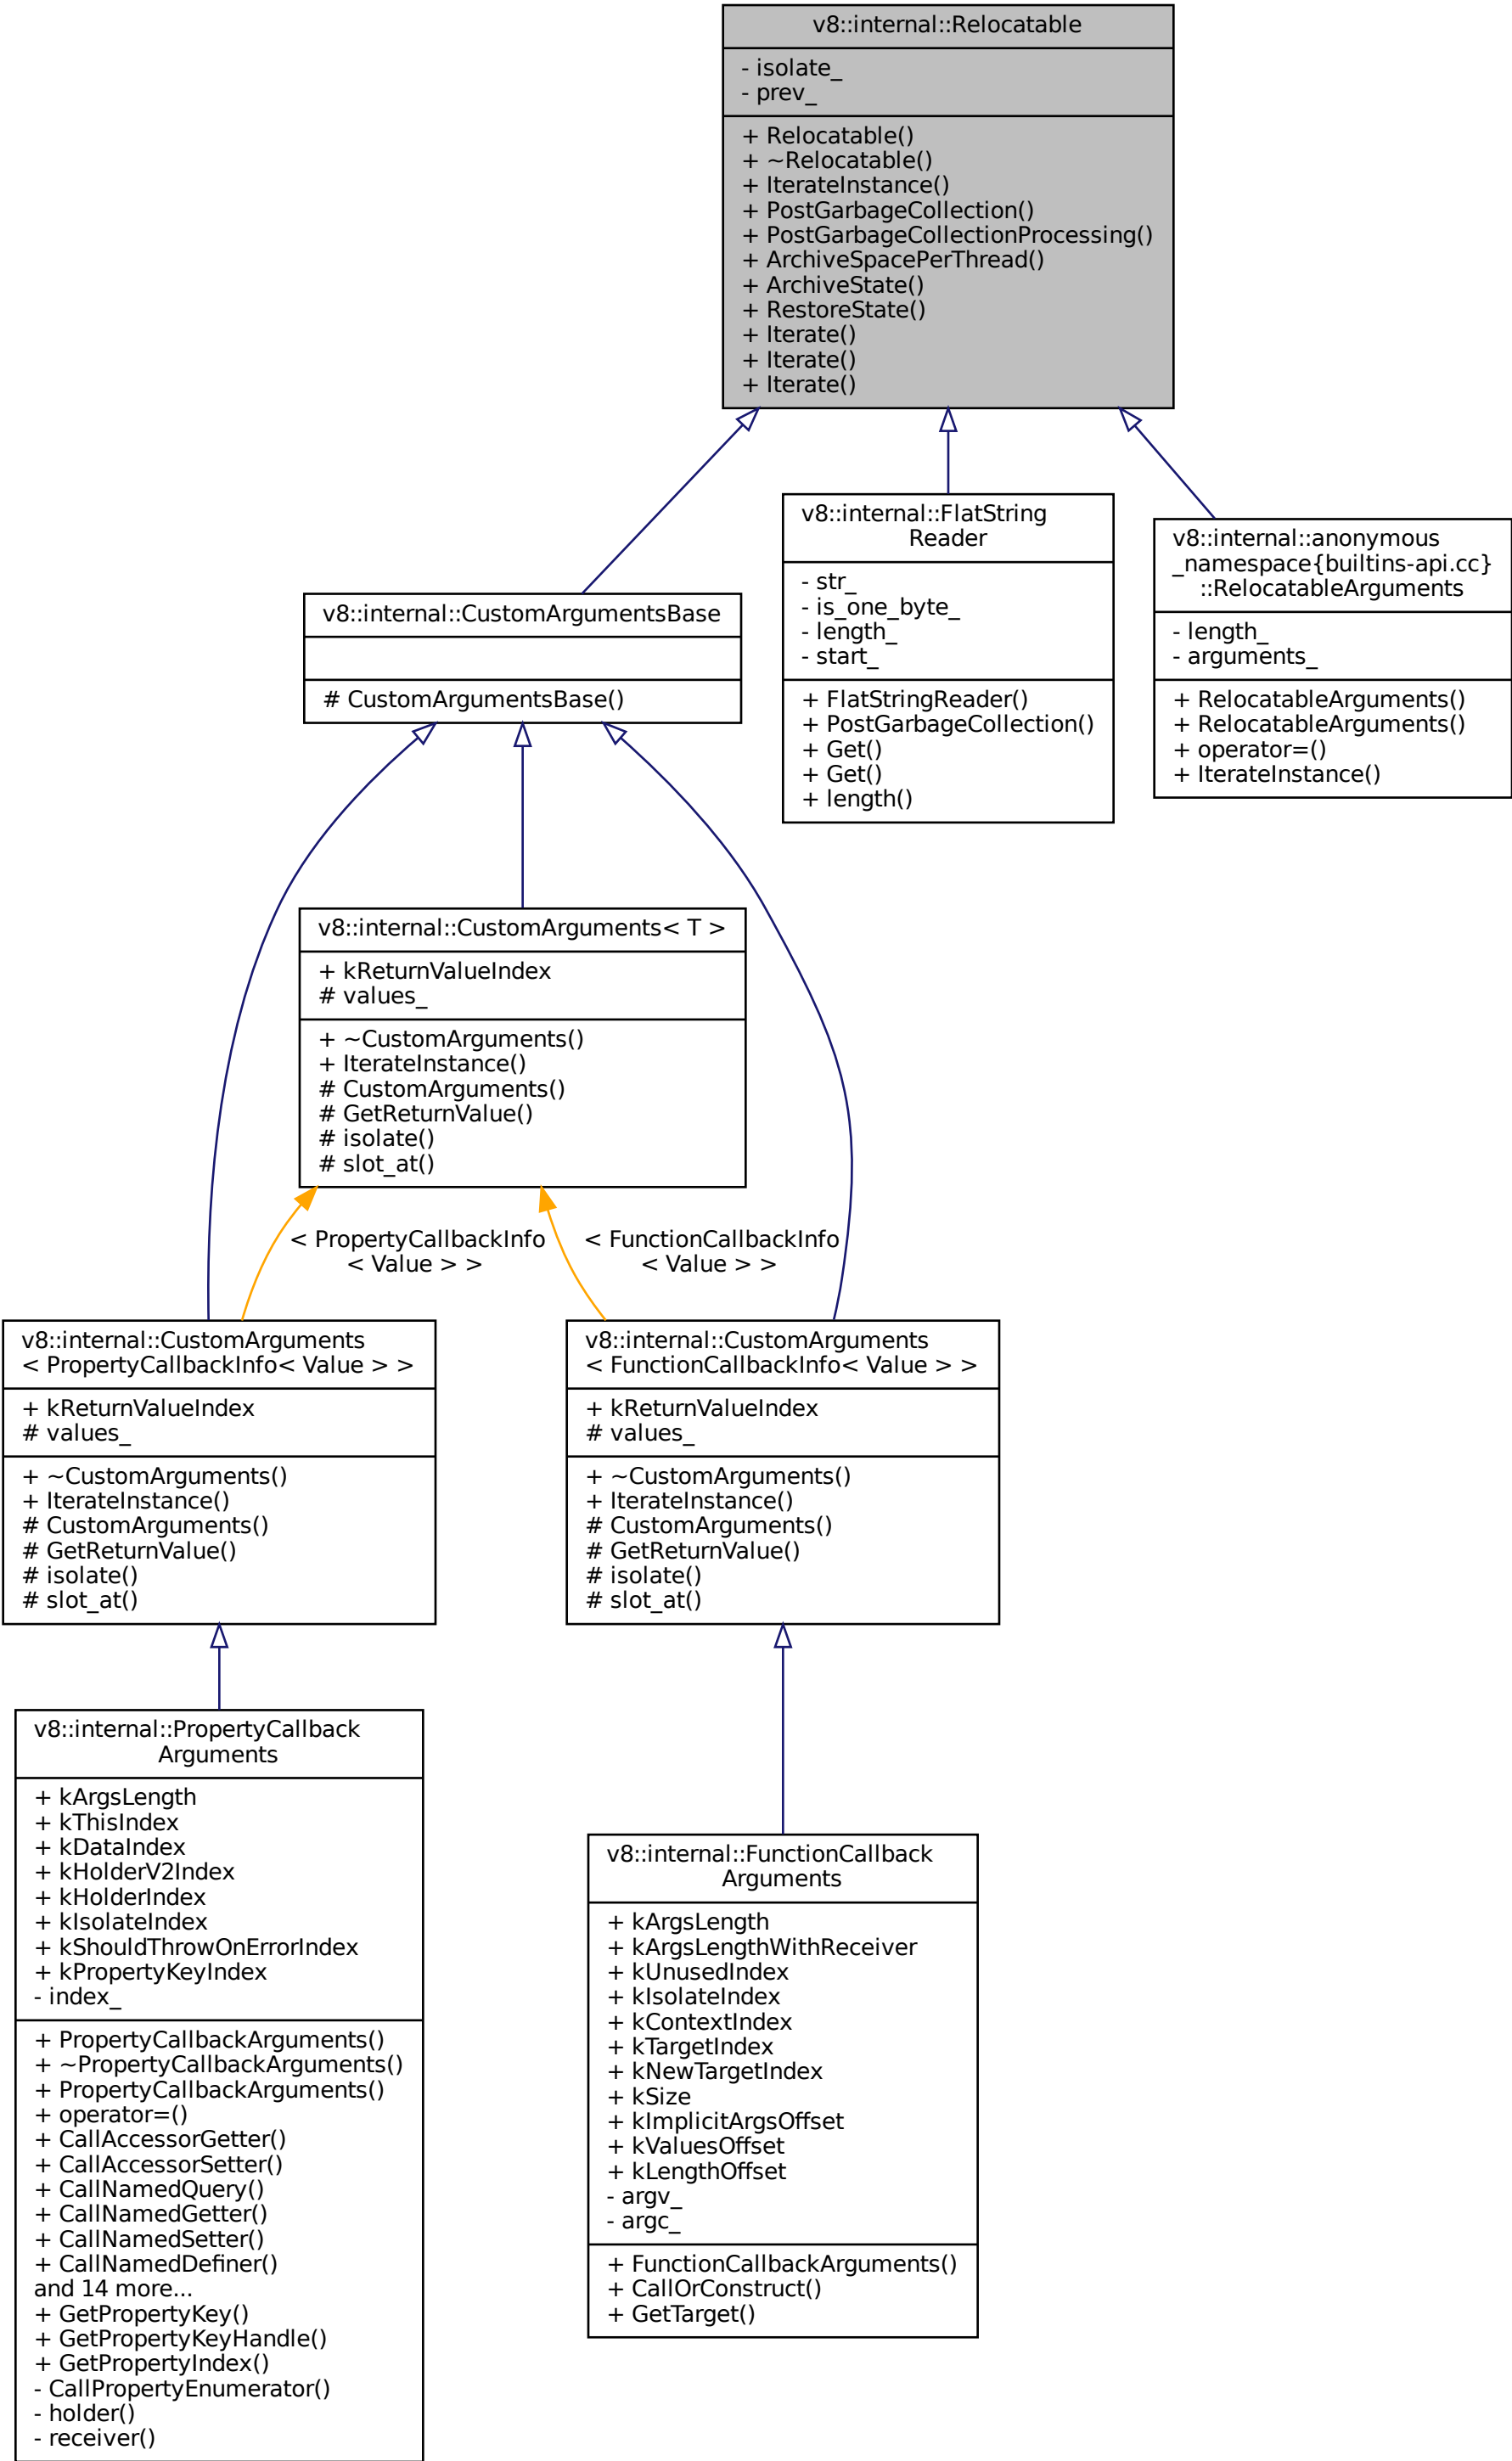 v8::internal::Relocatable
- isolate_
- prev_
+ Relocatable()
+ ~Relocatable()
+ IterateInstance()
+ PostGarbageCollection()
+ PostGarbageCollectionProcessing()
+ ArchiveSpacePerThread()
+ ArchiveState()
+ RestoreState()
+ Iterate()
+ Iterate()
+ Iterate()
v8::internal::FlatString
Reader
- str_
- is_one_byte_
- length_
- start_
+ FlatStringReader()
+ PostGarbageCollection()
+ Get()
+ Get()
+ length()
v8::internal::anonymous
_namespace{builtins-api.cc}
::RelocatableArguments
- length_
- arguments_
+ RelocatableArguments()
+ RelocatableArguments()
+ operator=()
+ IterateInstance()
v8::internal::CustomArgumentsBase
# CustomArgumentsBase()
v8::internal::CustomArguments< T >
+ kReturnValueIndex
# values_
+ ~CustomArguments()
+ IterateInstance()
# CustomArguments()
# GetReturnValue()
# isolate()
# slot_at()
< PropertyCallbackInfo
< Value > >
< FunctionCallbackInfo
< Value > >
v8::internal::CustomArguments
< PropertyCallbackInfo< Value > >
+ kReturnValueIndex
# values_
+ ~CustomArguments()
+ IterateInstance()
# CustomArguments()
# GetReturnValue()
# isolate()
# slot_at()
v8::internal::CustomArguments
< FunctionCallbackInfo< Value > >
+ kReturnValueIndex
# values_
+ ~CustomArguments()
+ IterateInstance()
# CustomArguments()
# GetReturnValue()
# isolate()
# slot_at()
v8::internal::PropertyCallback
Arguments
+ kArgsLength
+ kThisIndex
+ kDataIndex
+ kHolderV2Index
+ kHolderIndex
+ kIsolateIndex
+ kShouldThrowOnErrorIndex
+ kPropertyKeyIndex
- index_
+ PropertyCallbackArguments()
+ ~PropertyCallbackArguments()
+ PropertyCallbackArguments()
+ operator=()
+ CallAccessorGetter()
+ CallAccessorSetter()
+ CallNamedQuery()
+ CallNamedGetter()
+ CallNamedSetter()
+ CallNamedDefiner()
and 14 more...
+ GetPropertyKey()
+ GetPropertyKeyHandle()
+ GetPropertyIndex()
- CallPropertyEnumerator()
- holder()
- receiver()
v8::internal::FunctionCallback
Arguments
+ kArgsLength
+ kArgsLengthWithReceiver
+ kUnusedIndex
+ kIsolateIndex
+ kContextIndex
+ kTargetIndex
+ kNewTargetIndex
+ kSize
+ kImplicitArgsOffset
+ kValuesOffset
+ kLengthOffset
- argv_
- argc_
+ FunctionCallbackArguments()
+ CallOrConstruct()
+ GetTarget()